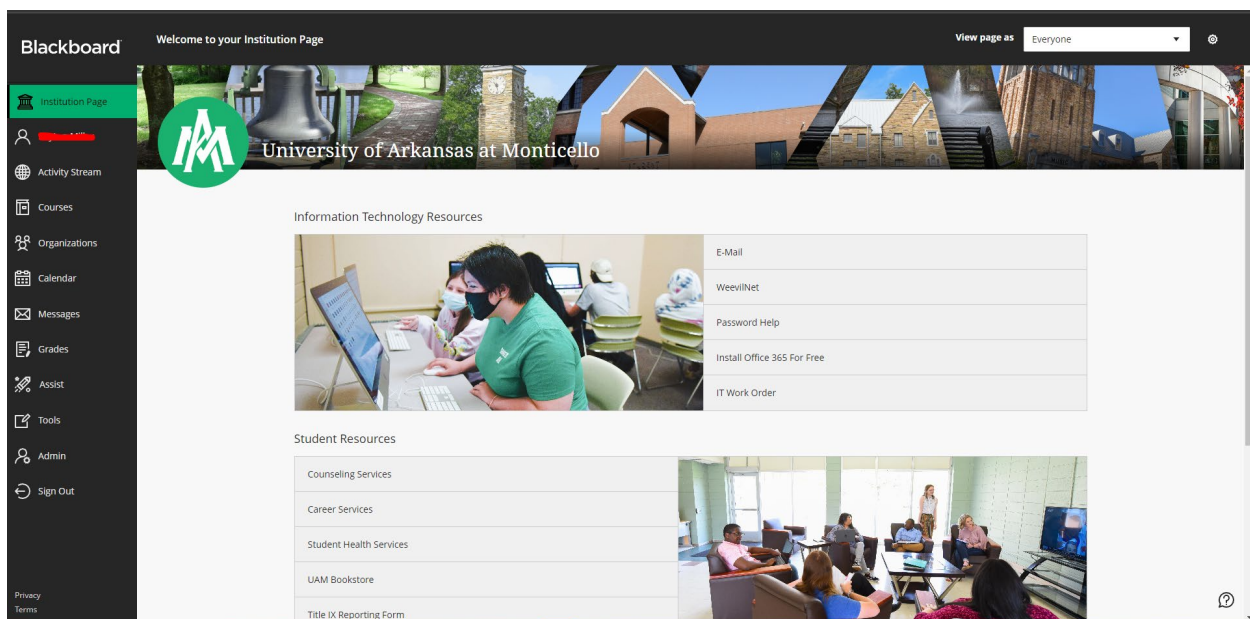 Blackboard
Welcome to your Institution Page
View page as
Everyone
Institution Page
Activity Stream
Courses
Organizations
Calendar
Messages
Grades
Assist
Tools
Admin
Sign Out
Privacy
Terms
University of Arkansas at Monticello
Information Technology Resources
E-Mail
WeevilNet
Password Help
Install Office 365 For Free
IT Work Order
Student Resources
Counseling Services
Career Services
Student Health Services
UAM Bookstore
Title IX Reporting Form